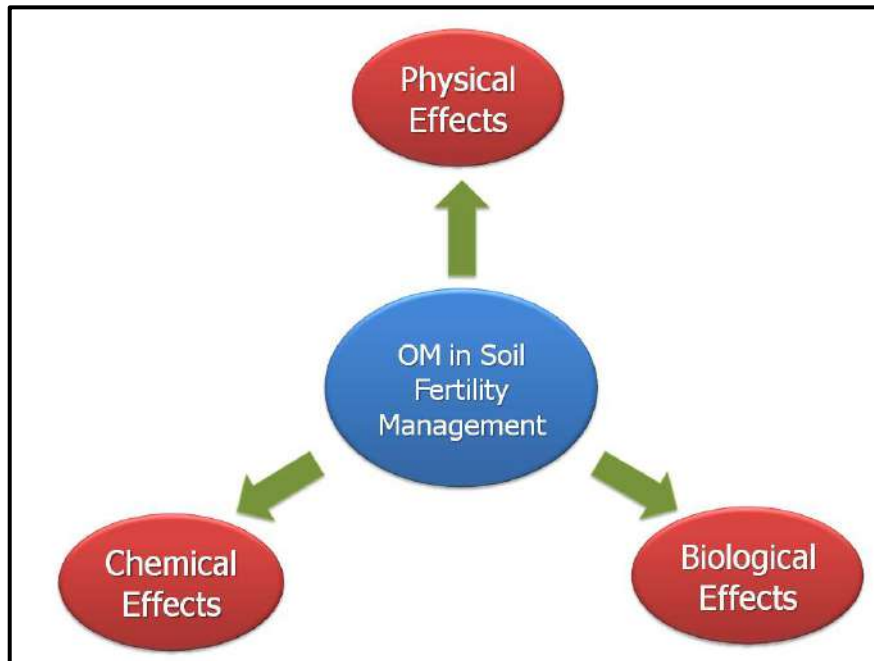 Physical
Effects
OM in Soil
Fertility
Management
Chemical
Effects
Biological
Effects